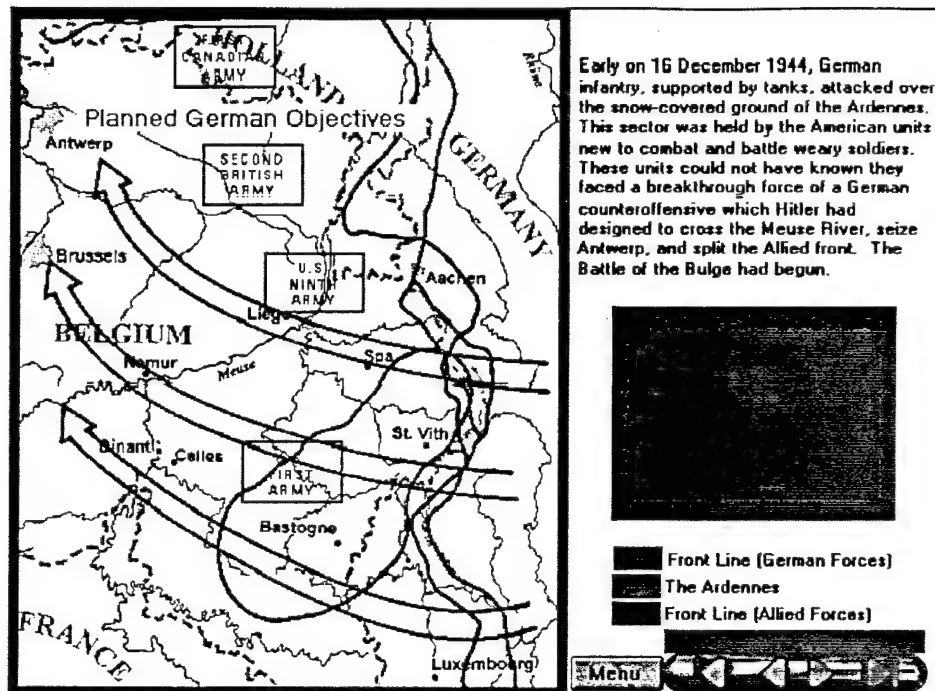 HOLLAND
CANADIAN
ARMY
Planned German Objectives
Antwerp
SECOND
BRITISH
ARMY
GERMANY
Rhine
Brussels
U.S.
NINTH
ARMY
Aachen
Liege
BELGIUM
Namur
Meuse
Spa
Dinant
Celles
St. Vith
FIRST
ARMY
Bastogne
FRANCE
Luxembourg
Early on 16 December 1944, German
infantry, supported by tanks, attacked over
the snow-covered ground of the Ardennes.
This sector was held by the American units
new to combat and battle weary soldiers.
These units could not have known they
faced a breakthrough force of a German
counteroffensive which Hitler had
designed to cross the Meuse River, seize
Antwerp, and split the Allied front. The
Battle of the Bulge had begun.
Front Line (German Forces)
The Ardennes
Front Line (Allied Forces)
Menu